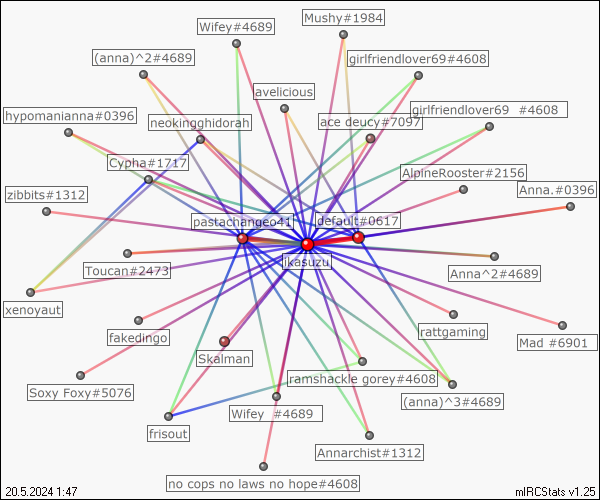 Mushy#1984
Wifey#4689
(anna)^2#4689
girlfriendlover69#4608
avelicious
hypomanianna#0396
neokingghidorah
ace deucy#7097
girlfriendlover69 #4608
Cypha#1717
AlpineRooster#2156
zibbits#1312
Anna.#0396
pastachangeo41
default#0617
ikasuzu
Toucan#2473
Anna^2#4689
xenoyaut
fakedingo
rattgaming
Mad #6901
Skalman
ramshackle gorey#4608
Soxy Foxy#5076
(anna)^3#4689
Wifey #4689
frisout
Annarchist#1312
no cops no laws no hope#4608
20.5.2024 1:47
mIRCStats v1.25